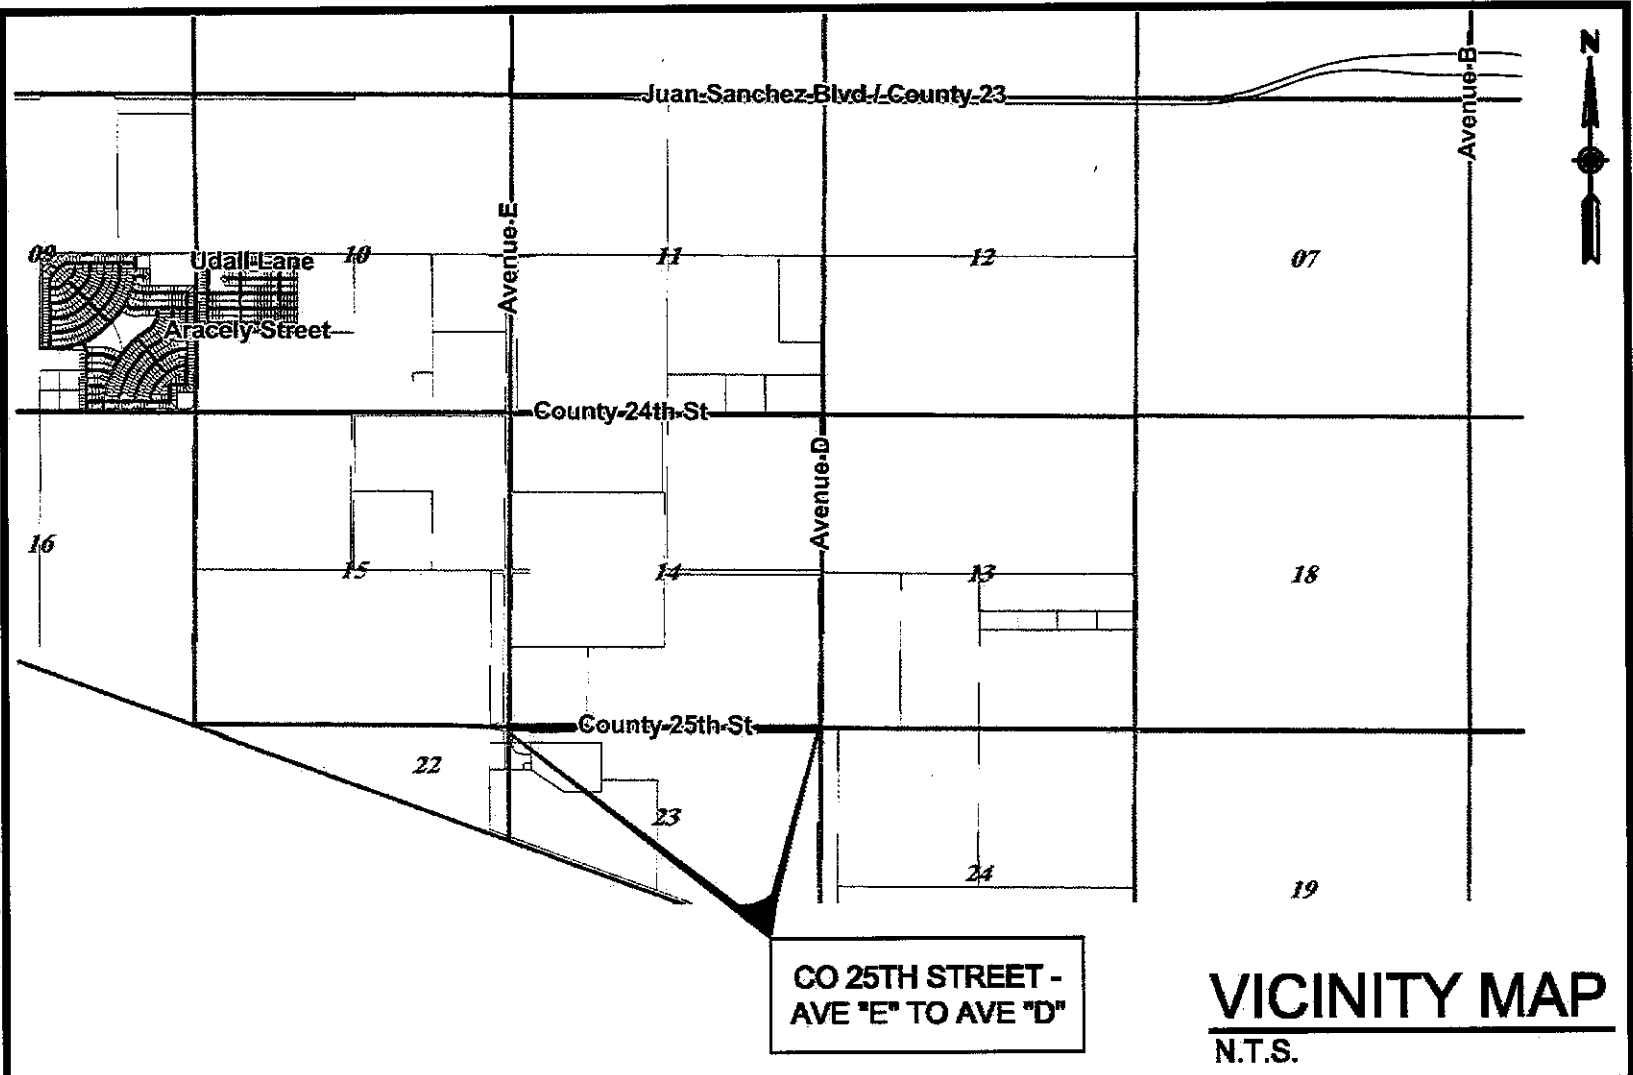 N
Juan Sanchez Blvd / County 23
Avenue B
Avenue E
09
Udall Lane
10
11
12
07
Aracely Street
County 24th St
Avenue D
16
15
14
13
18
County 25th St
22
23
24
19
CO 25TH STREET -
AVE "E" TO AVE "D"
VICINITY MAP
N.T.S.